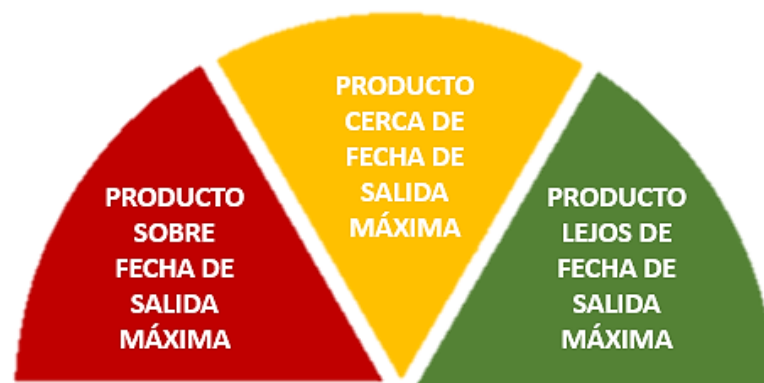 PRODUCTO
SOBRE
FECHA DE
SALIDA
MÁXIMA
PRODUCTO
CERCA DE
FECHA DE
SALIDA
MÁXIMA
PRODUCTO
LEJOS DE
FECHA DE
SALIDA
MÁXIMA